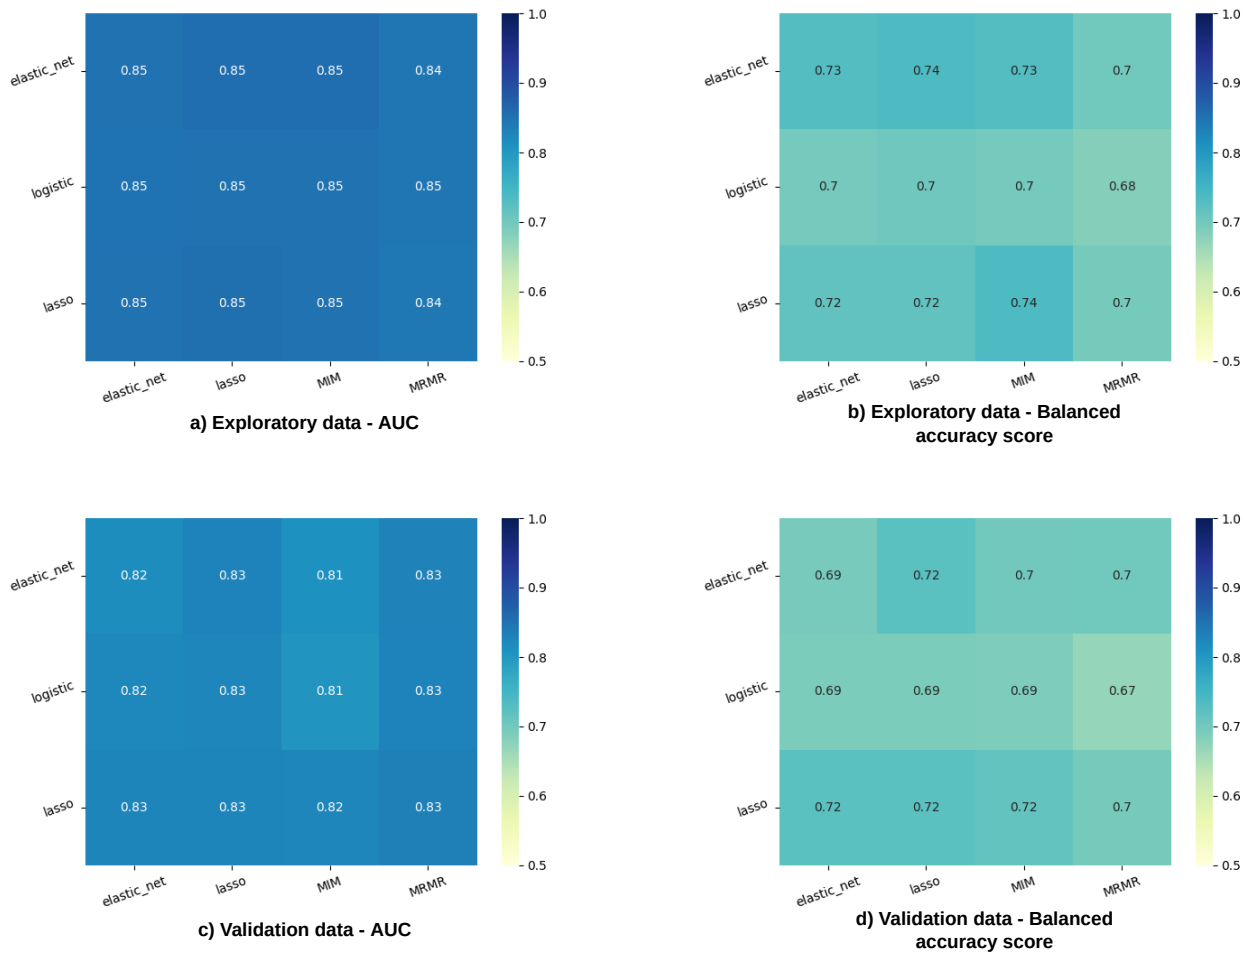 1.0
elastic_net 0.85 0.85 0.85 0.84
0.9
0.8
logistic 0.85 0.85 0.85 0.85
0.7
0.6
lasso 0.85 0.85 0.85 0.84
0.5
elastic_net lasso MIM MRMR
a) Exploratory data - AUC
1.0
elastic_net 0.73 0.74 0.73 0.7
0.9
0.8
logistic 0.7 0.7 0.7 0.68
0.7
0.6
lasso 0.72 0.72 0.74 0.7
0.5
elastic_net lasso MIM MRMR
b) Exploratory data - Balanced
accuracy score
1.0
elastic_net 0.82 0.83 0.81 0.83
0.9
0.8
logistic 0.82 0.83 0.81 0.83
0.7
0.6
lasso 0.83 0.83 0.82 0.83
0.5
elastic_net lasso MIM MRMR
c) Validation data - AUC
1.0
elastic_net 0.69 0.72 0.7 0.7
0.9
0.8
logistic 0.69 0.69 0.69 0.67
0.7
0.6
lasso 0.72 0.72 0.72 0.7
0.5
elastic_net lasso MIM MRMR
d) Validation data - Balanced
accuracy score